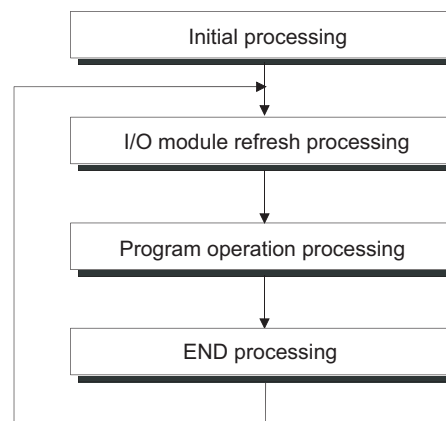 Initial processing
I/O module refresh processing
Program operation processing
END processing